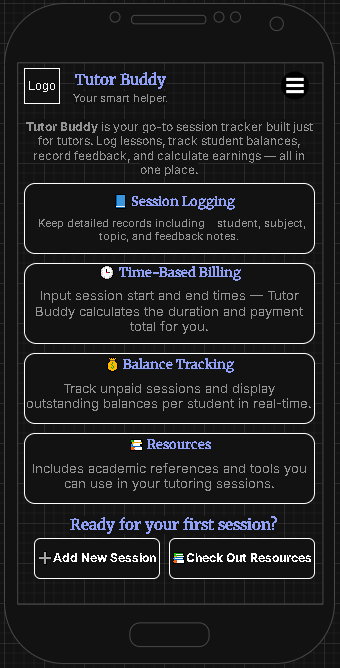 Logo
Tutor Buddy
Your smart helper.
Tutor Buddy is your go-to session tracker built just
for tutors. Log lessons, track student balances,
record feedback, and calculate earnings — all in
one place.
📘 Session Logging
Keep detailed records including student, subject,
topic, and feedback notes.
🕒 Time-Based Billing
Input session start and end times — Tutor
Buddy calculates the duration and payment
total for you.
💰 Balance Tracking
Track unpaid sessions and display
outstanding balances per student in real-time.
📚 Resources
Includes academic references and tools you
can use in your tutoring sessions.
Ready for your first session?
➕Add New Session
📚Check Out Resources